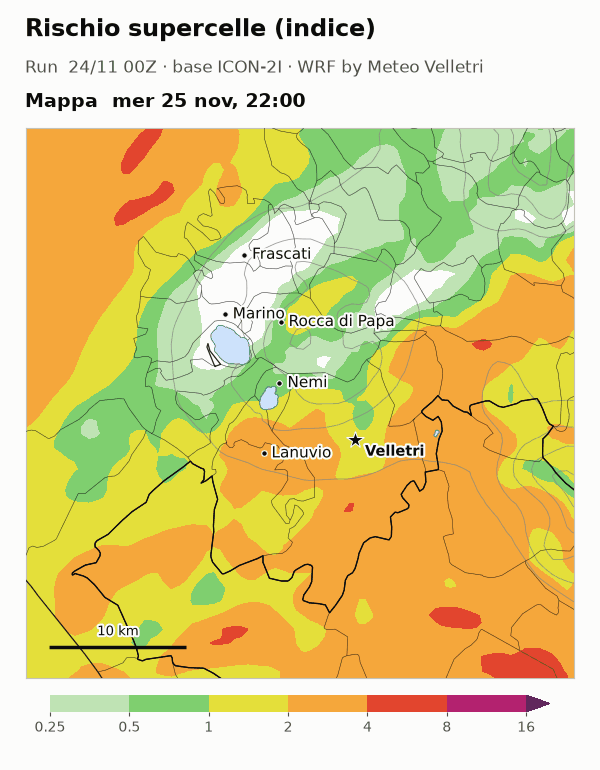 Rischio supercelle (indice)
Run  24/11 00Z · base ICON-2I · WRF by Meteo Velletri
Mappa  mer 25 nov, 22:00
Frascati
Marino
Rocca di Papa
Nemi
Velletri
Lanuvio
10 km
0.25 0.5 1 2 4 8 16